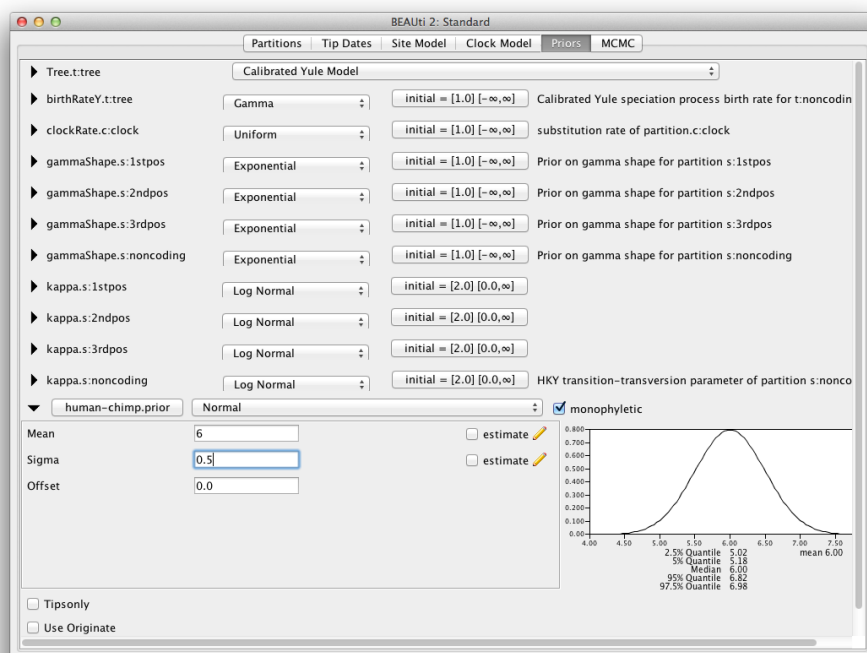 BEAUti 2: Standard
Partitions Tip Dates Site Model Clock Model Priors MCMC
Tree.t:tree Calibrated Yule Model
birthRateY.t:tree Gamma initial = [1.0] [-∞,∞] Calibrated Yule speciation process birth rate for t:noncodin
clockRate.c:clock Uniform initial = [1.0] [-∞,∞] substitution rate of partition.c:clock
gammaShape.s:1stpos Exponential initial = [1.0] [-∞,∞] Prior on gamma shape for partition s:1stpos
gammaShape.s:2ndpos Exponential initial = [1.0] [-∞,∞] Prior on gamma shape for partition s:2ndpos
gammaShape.s:3rdpos Exponential initial = [1.0] [-∞,∞] Prior on gamma shape for partition s:3rdpos
gammaShape.s:noncoding Exponential initial = [1.0] [-∞,∞] Prior on gamma shape for partition s:noncoding
kappa.s:1stpos Log Normal initial = [2.0] [0.0,∞]
kappa.s:2ndpos Log Normal initial = [2.0] [0.0,∞]
kappa.s:3rdpos Log Normal initial = [2.0] [0.0,∞]
kappa.s:noncoding Log Normal initial = [2.0] [0.0,∞] HKY transition-transversion parameter of partition s:nonco
human-chimp.prior Normal monophyletic
Mean 6 estimate
Sigma 0.5 estimate
Offset 0.0
0.800
0.700
0.600
0.500
0.400
0.300
0.200
0.100
0.00
4.00 4.50 5.00 5.50 6.00 6.50 7.00 7.50
2.5% Quantile 5.02 mean 6.00
5% Quantile 5.18
Median 6.00
95% Quantile 6.82
97.5% Quantile 6.98
Tipsonly
Use Originate